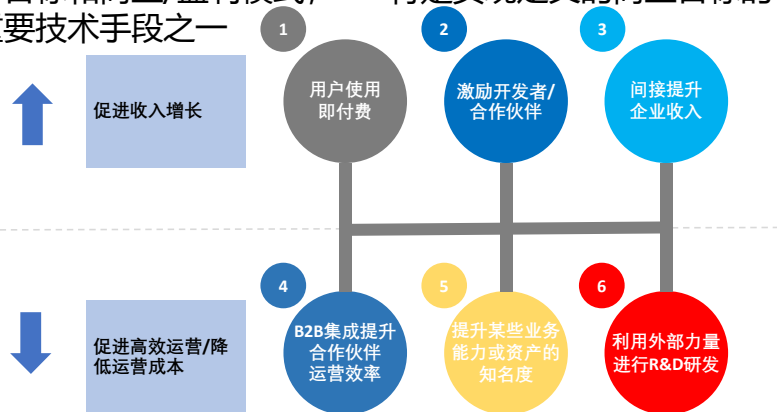 重要技术手段之一
1
2
3
促进收入增长
用户使用
即付费
激励开发者/
合作伙伴
间接提升
企业收入
4
5
6
促进高效运营/降
低运营成本
B2B集成提升
合作伙伴
运营效率
提升某些业务
能力或资产的
知名度
利用外部力量
进行R&D研发